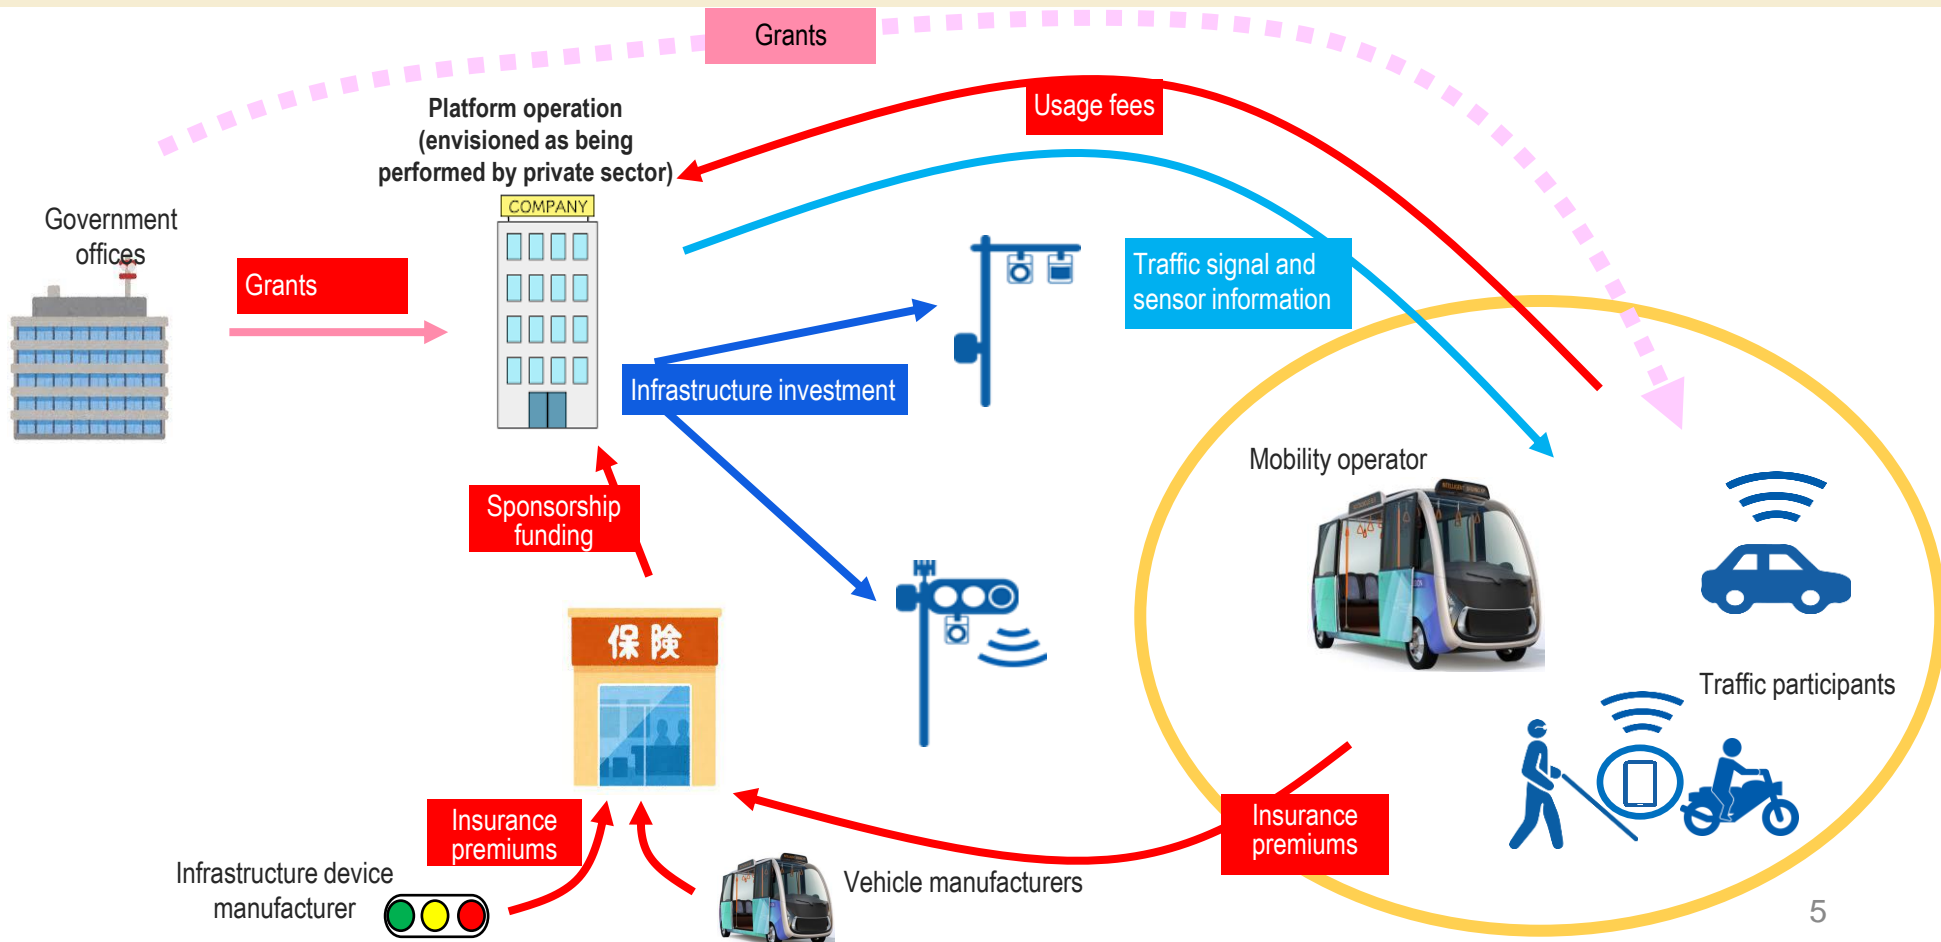 Grants
Usage fees
Platform operation
(envisioned as being
performed by private sector)
COMPANY
Government
offices
Grants
Traffic signal and
sensor information
Infrastructure investment
Mobility operator
Sponsorship
funding
保険
Traffic participants
Insurance
premiums
Insurance
premiums
Infrastructure device
manufacturer
Vehicle manufacturers
5